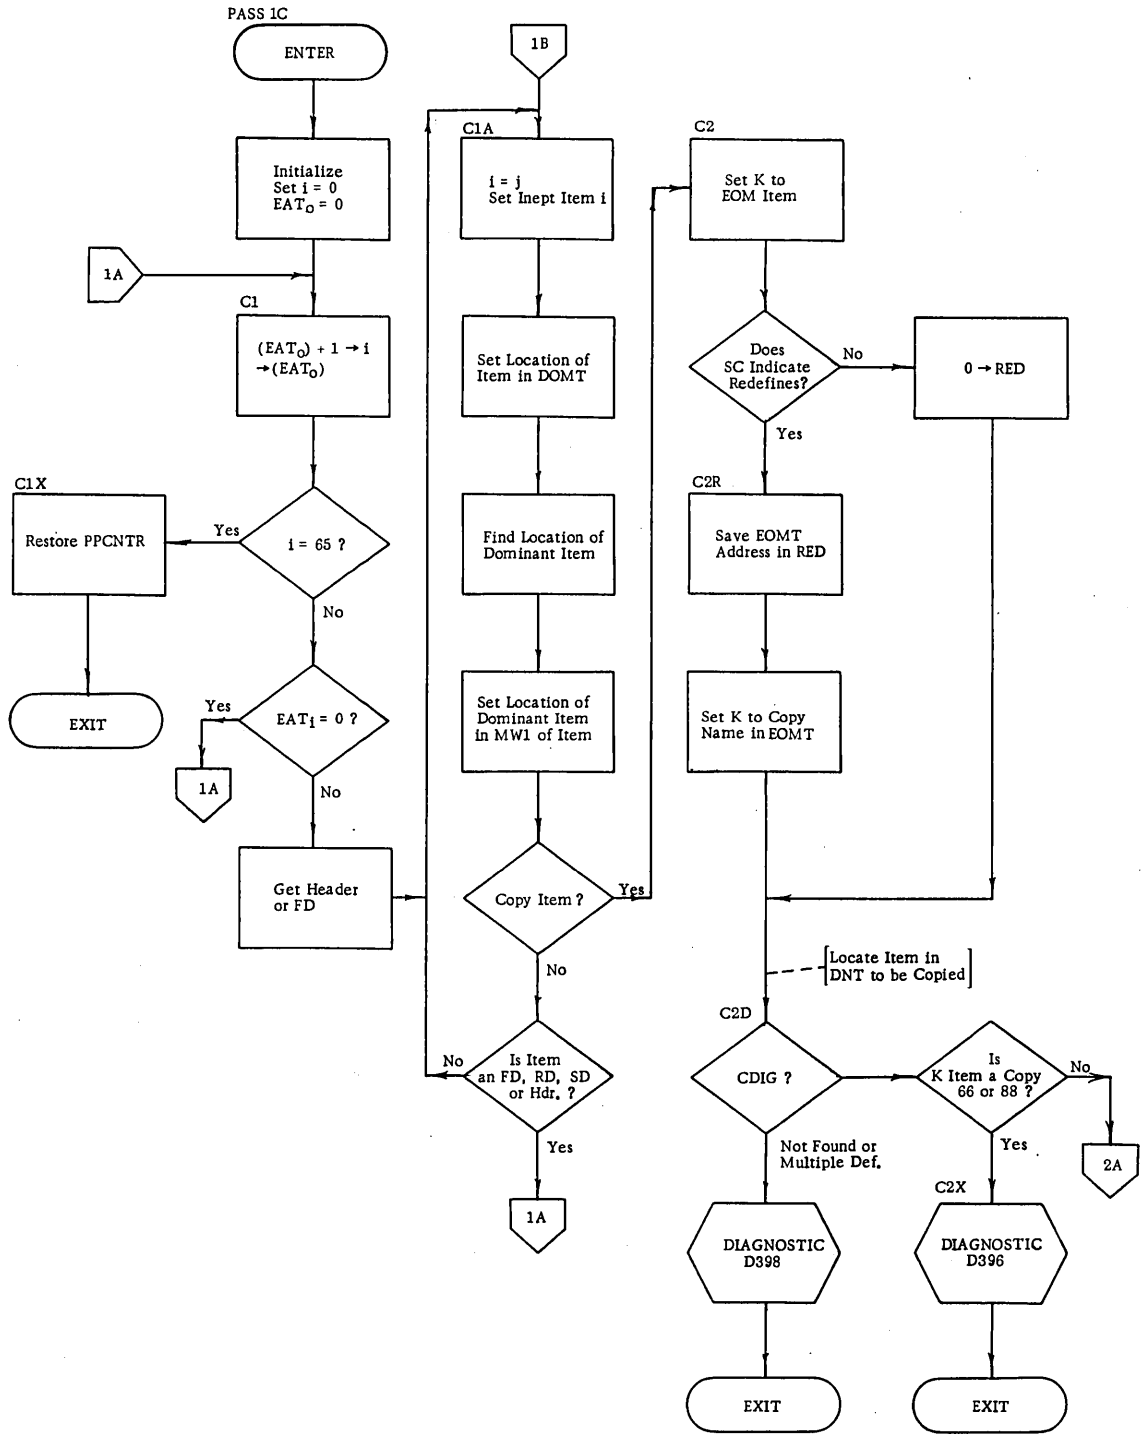 PASS 1C
ENTER
Initialize
Set i = 0
EATo = 0
1A
C1
(EATo) + 1 → i
→ (EATo)
i = 65 ?
Yes
C1X
Restore PPCNTR
EXIT
No
EATi = 0 ?
Yes
1A
No
Get Header
or FD
1B
C1A
i = j
Set Inept Item i
Set Location of
Item in DOMT
Find Location of
Dominant Item
Set Location of
Dominant Item
in MW1 of Item
Copy Item ?
Yes
No
Is Item
an FD, RD, SD
or Hdr. ?
No
Yes
1A
C2
Set K to
EOM Item
Does
SC Indicate
Redefines?
No
0 → RED
Yes
C2R
Save EOMT
Address in RED
Set K to Copy
Name in EOMT
Locate Item in
DNT to be Copied
C2D
CDIG ?
Not Found or
Multiple Def.
DIAGNOSTIC
D398
EXIT
Is
K Item a Copy
66 or 88 ?
No
2A
Yes
C2X
DIAGNOSTIC
D396
EXIT